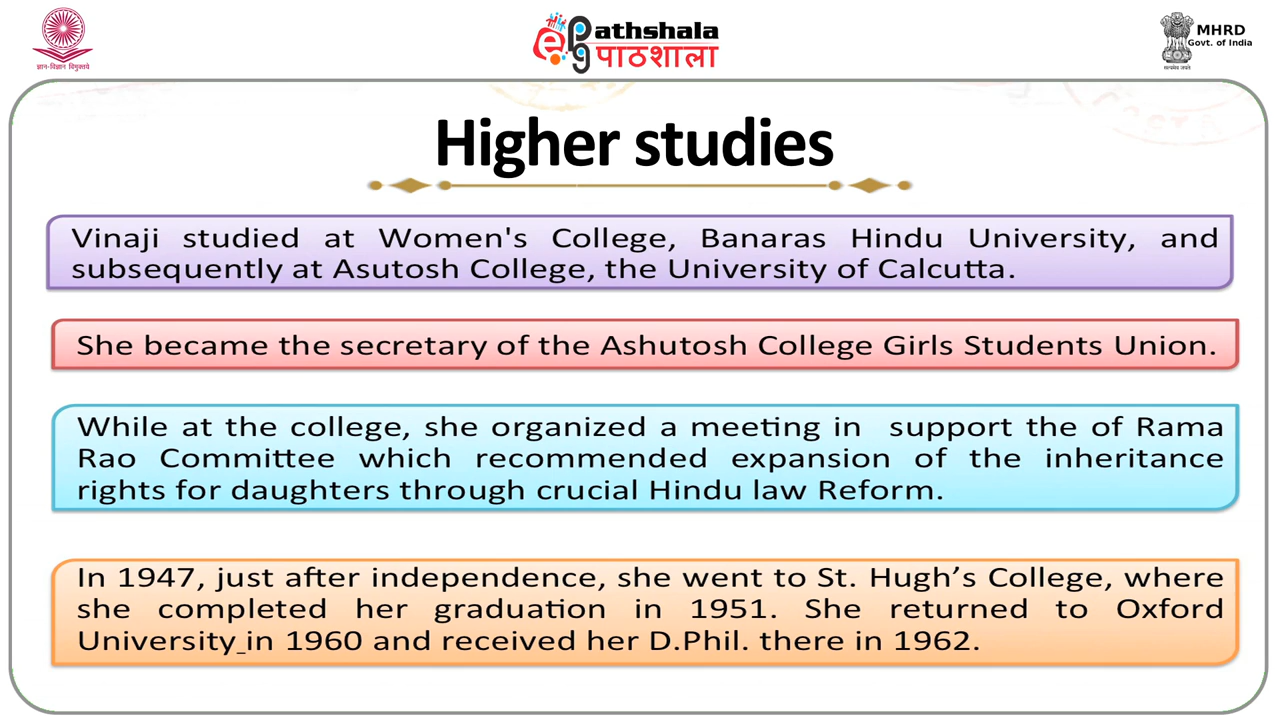 ज्ञान-विज्ञान विमुक्तये
epg Pathshala
पाठशाला
MHRD
Govt. of India
सत्यमेव जयते
Higher studies
Vinaji studied at Women's College, Banaras Hindu University, and
subsequently at Asutosh College, the University of Calcutta.
She became the secretary of the Ashutosh College Girls Students Union.
While at the college, she organized a meeting in support the of Rama
Rao Committee which recommended expansion of the inheritance
rights for daughters through crucial Hindu law Reform.
In 1947, just after independence, she went to St. Hugh’s College, where
she completed her graduation in 1951. She returned to Oxford
University in 1960 and received her D.Phil. there in 1962.